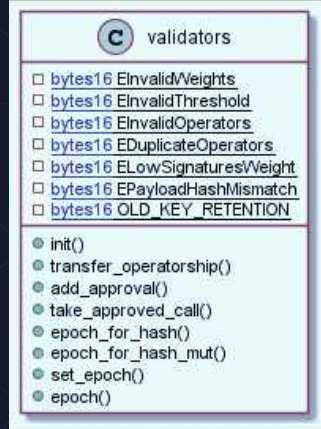 C validators
bytes16 EInvalidWeights
bytes16 EInvalidThreshold
bytes16 EInvalidOperators
bytes16 EDuplicateOperators
bytes16 ELowSignaturesWeight
bytes16 EPayloadHashMismatch
bytes16 OLD_KEY_RETENTION
init()
transfer_operatorship()
add_approval()
take_approved_call()
epoch_for_hash()
epoch_for_hash_mut()
set_epoch()
epoch()